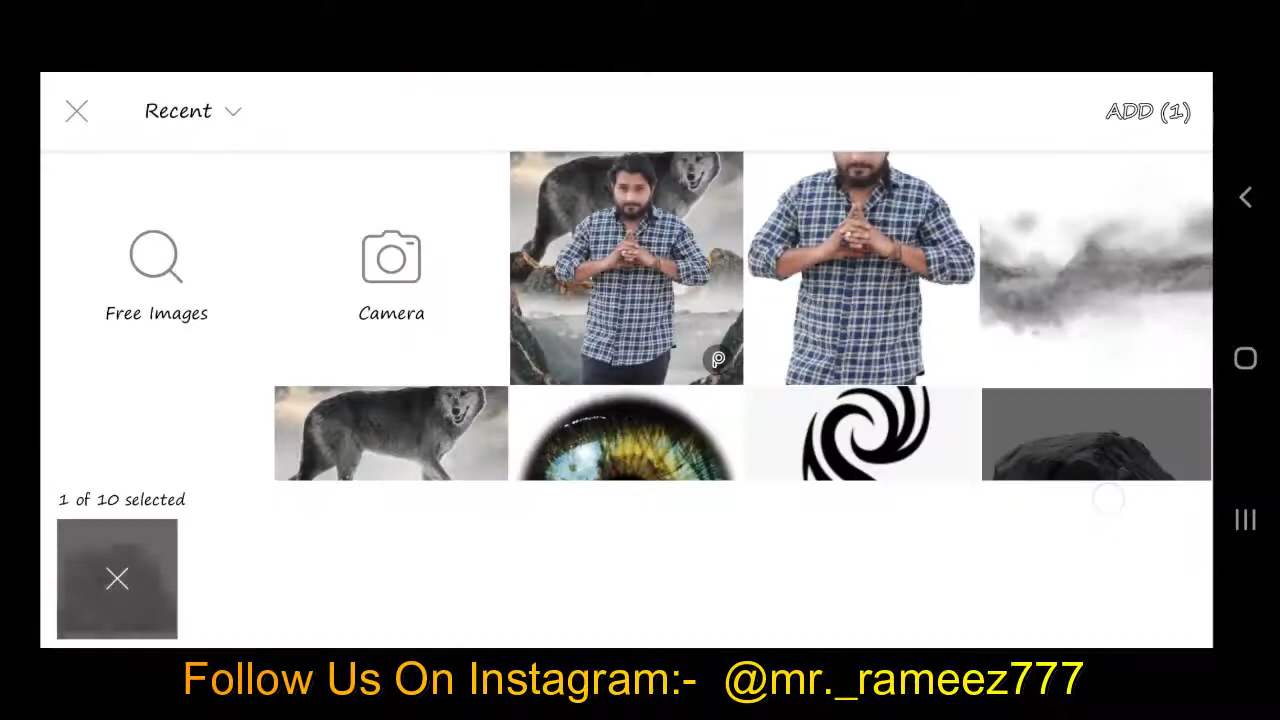 Recent
ADD (1)
Free Images
Camera
1 of 10 selected
Follow Us On Instagram:- @mr._rameez777